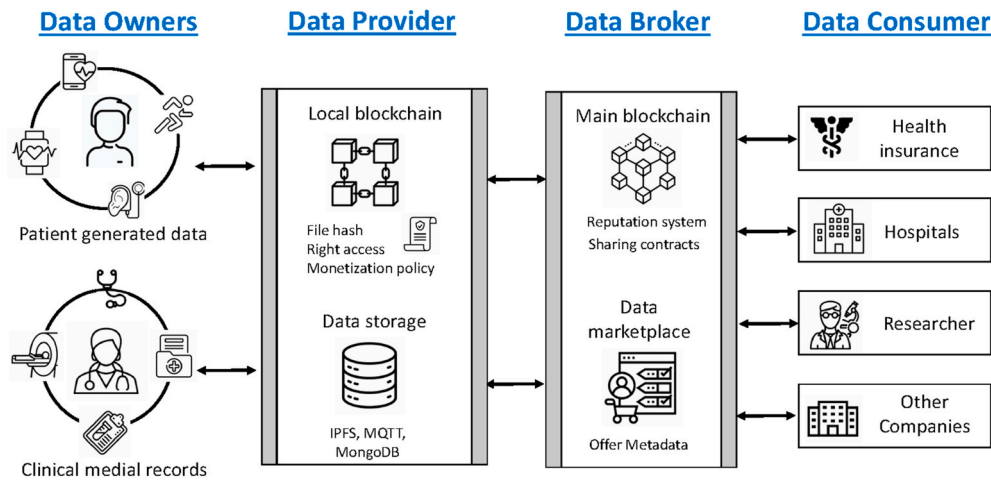 Data Owners
Data Provider
Data Broker
Data Consumer
Patient generated data
Clinical medial records
Local blockchain
File hash
Right access
Monetization policy
Data storage
IPFS, MQTT,
MongoDB
Main blockchain
Reputation system
Sharing contracts
Data
marketplace
Offer Metadata
Health
insurance
Hospitals
Researcher
Other
Companies